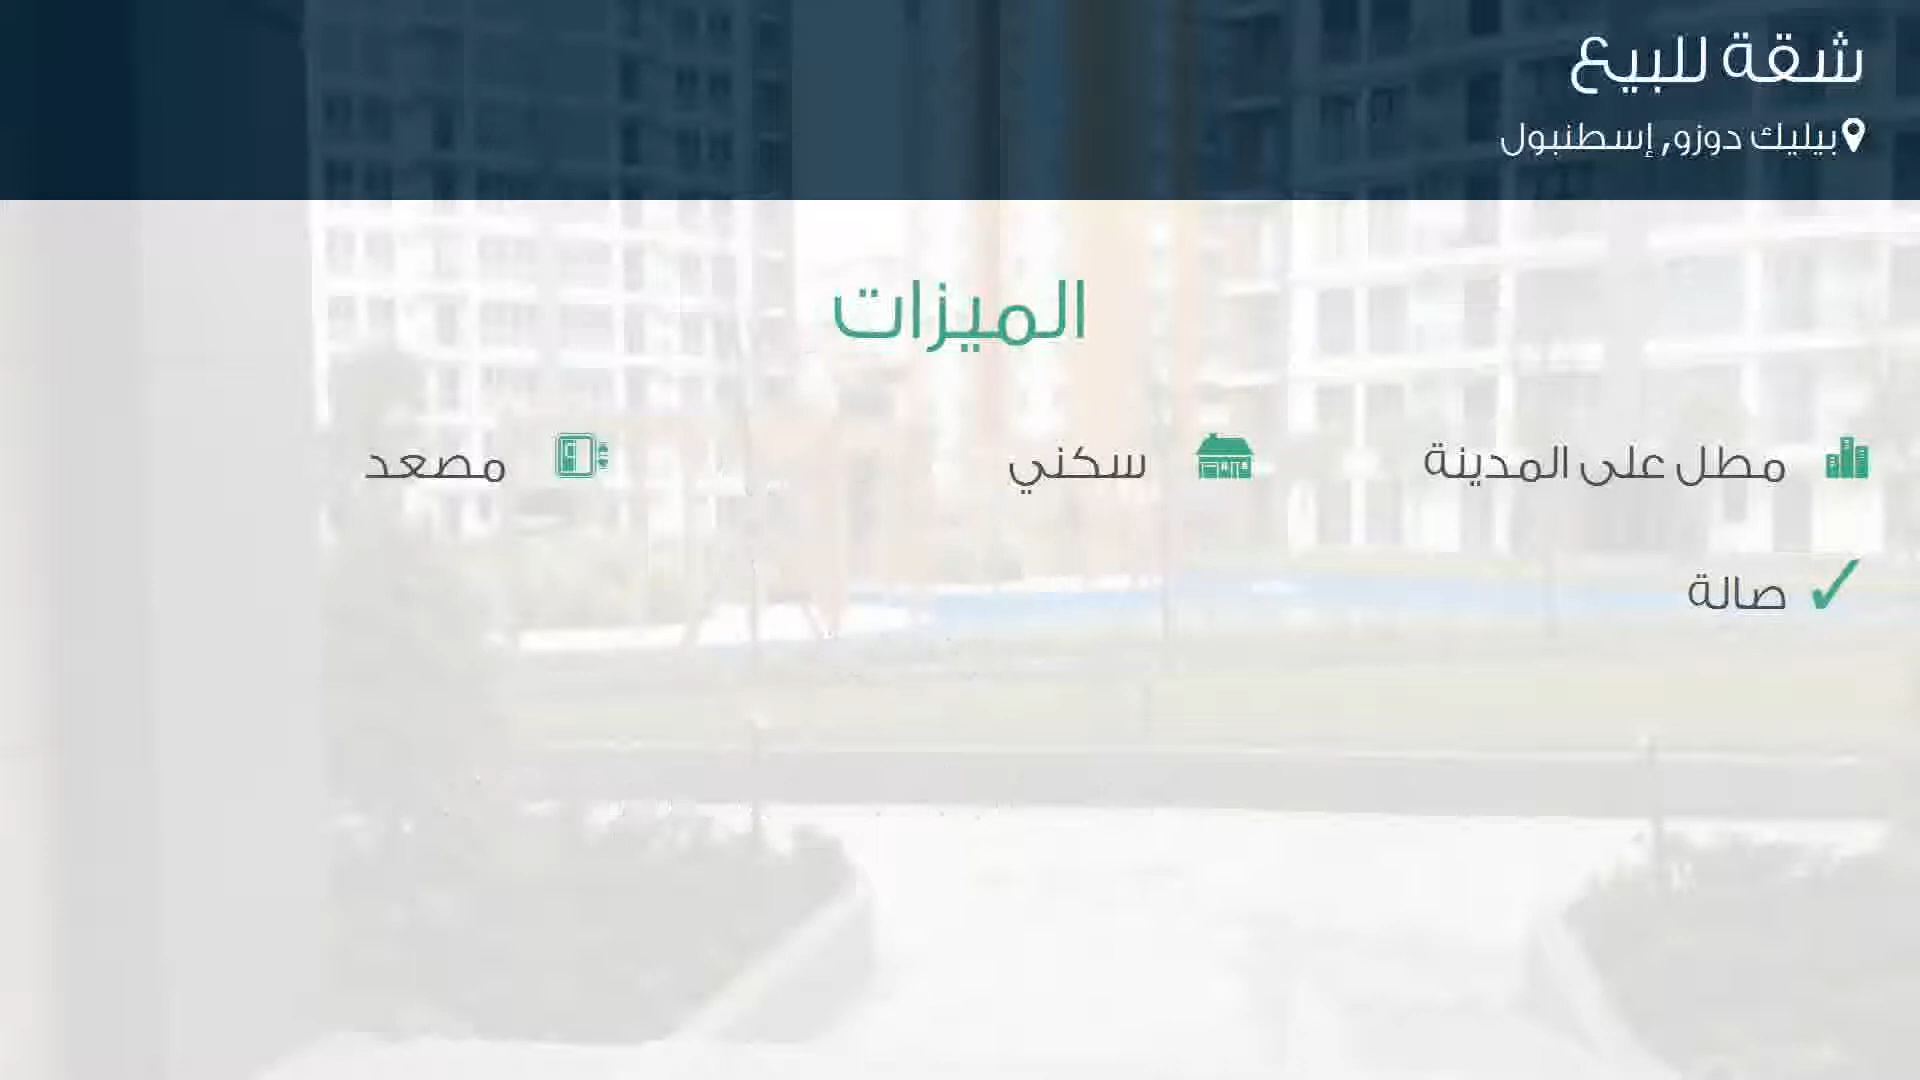 شقة للبيع
بيليك دوزو, إسطنبول
الميزات
مطل على المدينة
سكني
مصعد
صالة